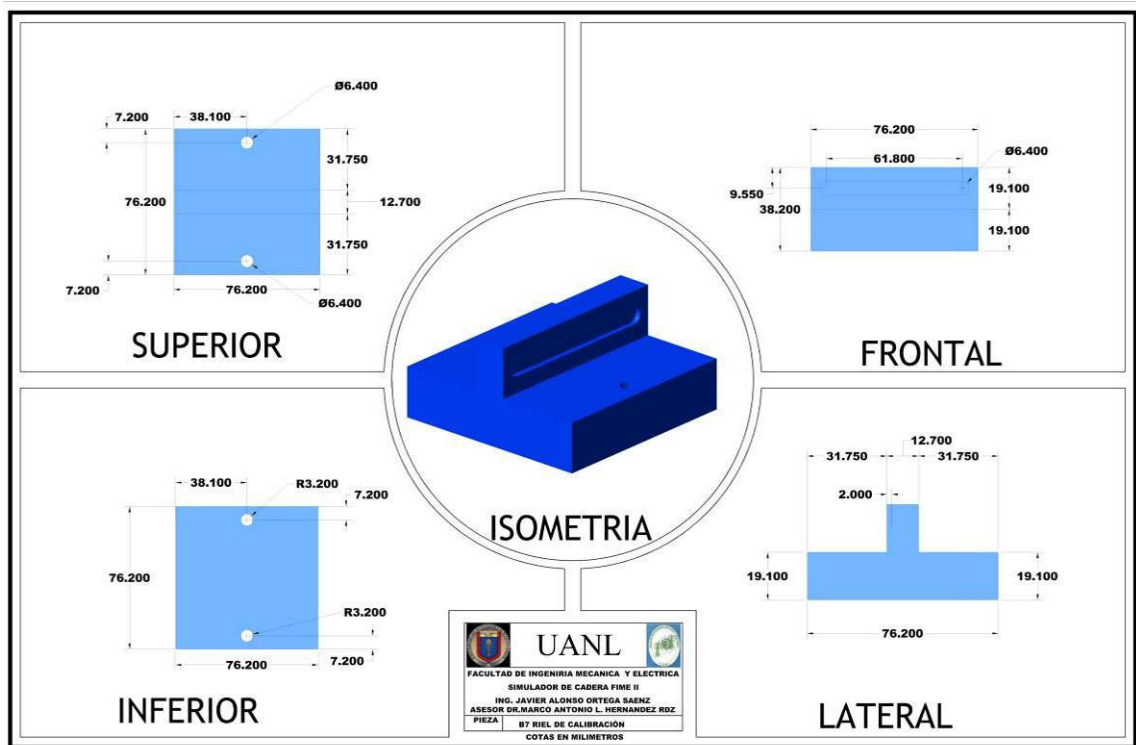 Ø6.400
7.200
38.100
31.750
76.200
12.700
31.750
7.200
76.200
Ø6.400
SUPERIOR
76.200
61.800
Ø6.400
9.550
19.100
38.200
19.100
FRONTAL
ISOMETRIA
38.100
R3.200
7.200
76.200
R3.200
76.200
7.200
INFERIOR
12.700
31.750
31.750
2.000
19.100
19.100
76.200
LATERAL
UANL
FACULTAD DE INGENIRIA MECANICA Y ELECTRICA
SIMULADOR DE CADERA FIME II
ING. JAVIER ALONSO ORTEGA SAENZ
ASESOR DR.MARCO ANTONIO L. HERNANDEZ RDZ
PIEZA
B7 RIEL DE CALIBRACIÓN
COTAS EN MILIMETROS